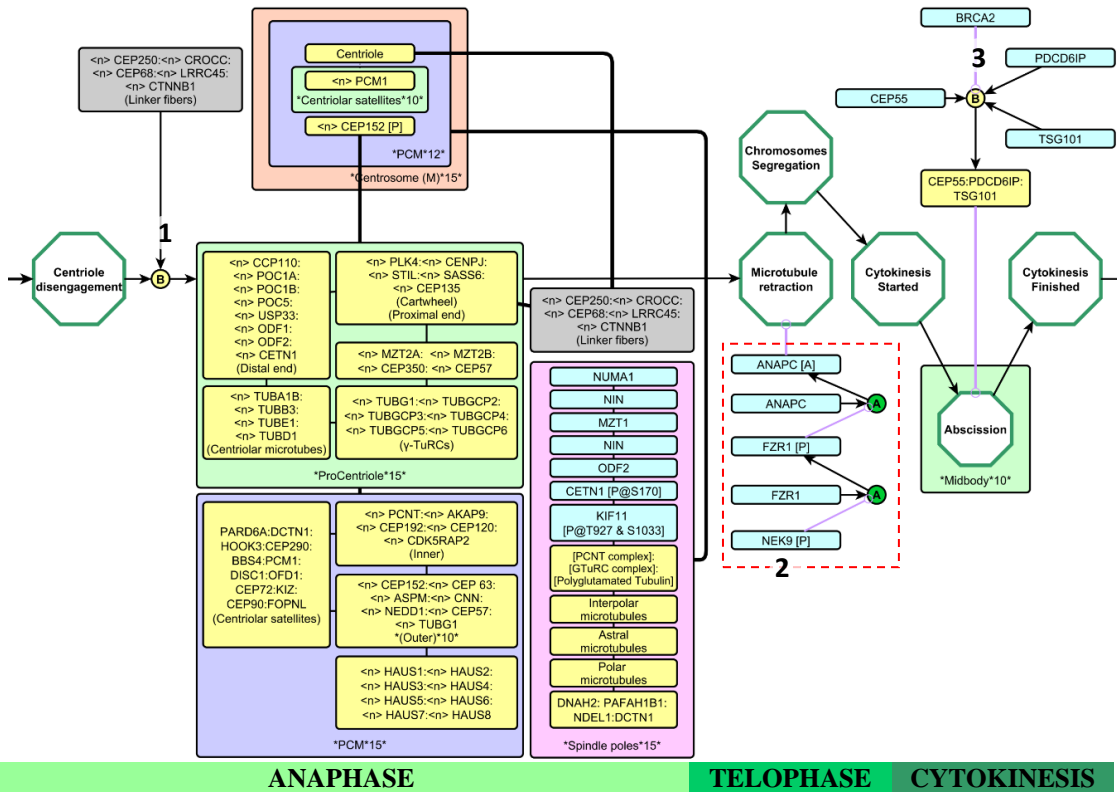 <n> CEP250:<n> CROCC:
<n> CEP68:<n> LRRC45:
<n> CTNNB1
(Linker fibers)
1
Centriole
disengagement
B
Centriole
<n> PCM1
*Centriolar satellites*10*
<n> CEP152 [P]
*PCM*12*
*Centrosome (M)*15*
<n> CCP110:
<n> POC1A:
<n> POC1B:
<n> POC5:
<n> USP33:
<n> ODF1:
<n> ODF2:
<n> CETN1
(Distal end)
<n> PLK4:<n> CENPJ:
<n> STIL:<n> SASS6:
<n> CEP135
(Cartwheel)
(Proximal end)
<n> MZT2A: <n> MZT2B:
<n> CEP350: <n> CEP57
<n> TUBA1B:
<n> TUBB3:
<n> TUBE1:
<n> TUBD1
(Centriolar microtubes)
<n> TUBG1:<n> TUBGCP2:
<n> TUBGCP3:<n> TUBGCP4:
<n> TUBGCP5:<n> TUBGCP6
(γ-TuRCs)
*ProCentriole*15*
PARD6A:DCTN1:
HOOK3:CEP290:
BBS4:PCM1:
DISC1:OFD1:
CEP72:KIZ:
CEP90:FOPNL
(Centriolar satellites)
<n> PCNT:<n> AKAP9:
<n> CEP192:<n> CEP120:
<n> CDK5RAP2
(Inner)
<n> CEP152:<n> CEP 63:
<n> ASPM:<n> CNN:
<n> NEDD1:<n> CEP57:
<n> TUBG1
*(Outer)*10*
<n> HAUS1:<n> HAUS2:
<n> HAUS3:<n> HAUS4:
<n> HAUS5:<n> HAUS6:
<n> HAUS7:<n> HAUS8
*PCM*15*
<n> CEP250:<n> CROCC:
<n> CEP68:<n> LRRC45:
<n> CTNNB1
(Linker fibers)
NUMA1
NIN
MZT1
NIN
ODF2
CETN1 [P@S170]
KIF11
[P@T927 & S1033]
[PCNT complex]:
[GTuRC complex]:
[Polyglutamated Tubulin]
Interpolar
microtubules
Astral
microtubules
Polar
microtubules
DNAH2: PAFAH1B1:
NDEL1:DCTN1
*Spindle poles*15*
Chromosomes
Segregation
Microtubule
retraction
ANAPC [A]
ANAPC
A
FZR1 [P]
FZR1
A
NEK9 [P]
2
BRCA2
3
PDCD6IP
CEP55
B
TSG101
CEP55:PDCD6IP:
TSG101
Cytokinesis
Started
Cytokinesis
Finished
Abscission
*Midbody*10*
ANAPHASE
TELOPHASE
CYTOKINESIS